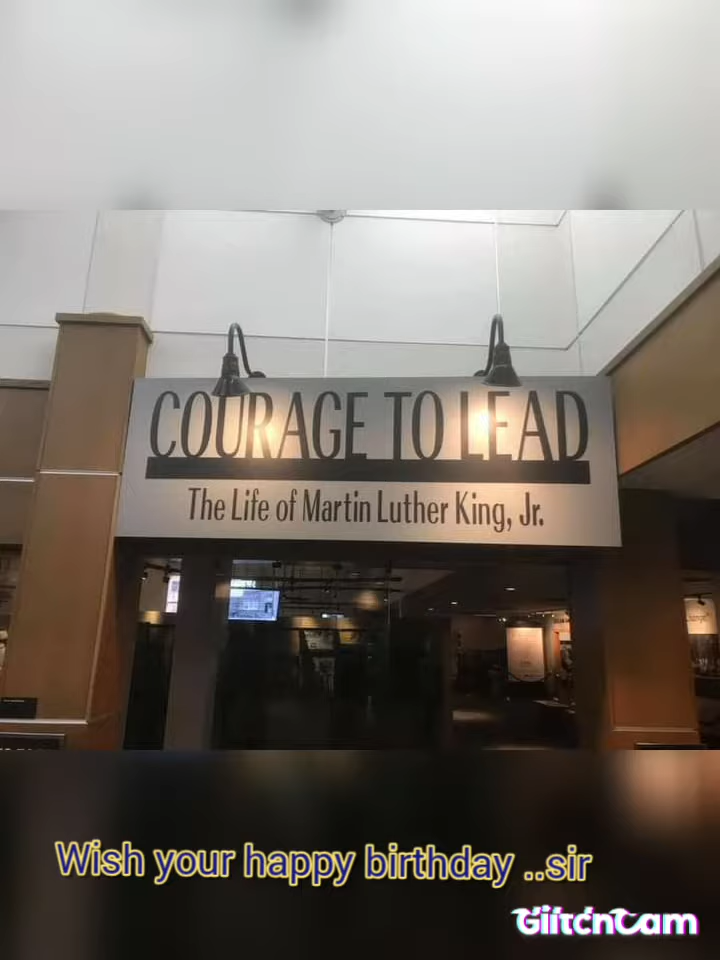 COURAGE TO LEAD
The Life of Martin Luther King, Jr.
Wish your happy birthday ..sir
GlitchCam